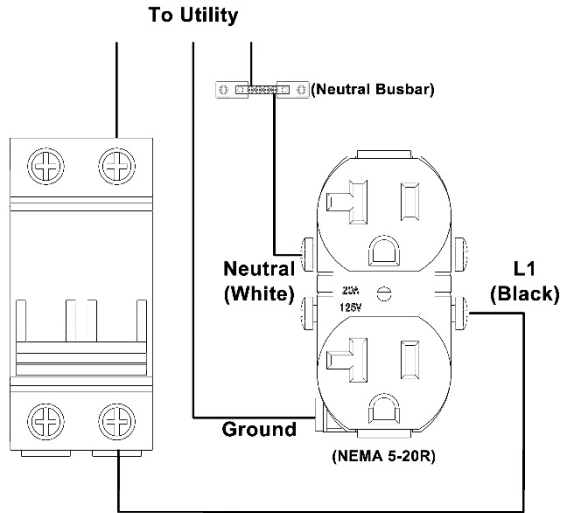 To Utility
(Neutral Busbar)
Neutral
(White)
L1
(Black)
20A
125V
Ground
(NEMA 5-20R)